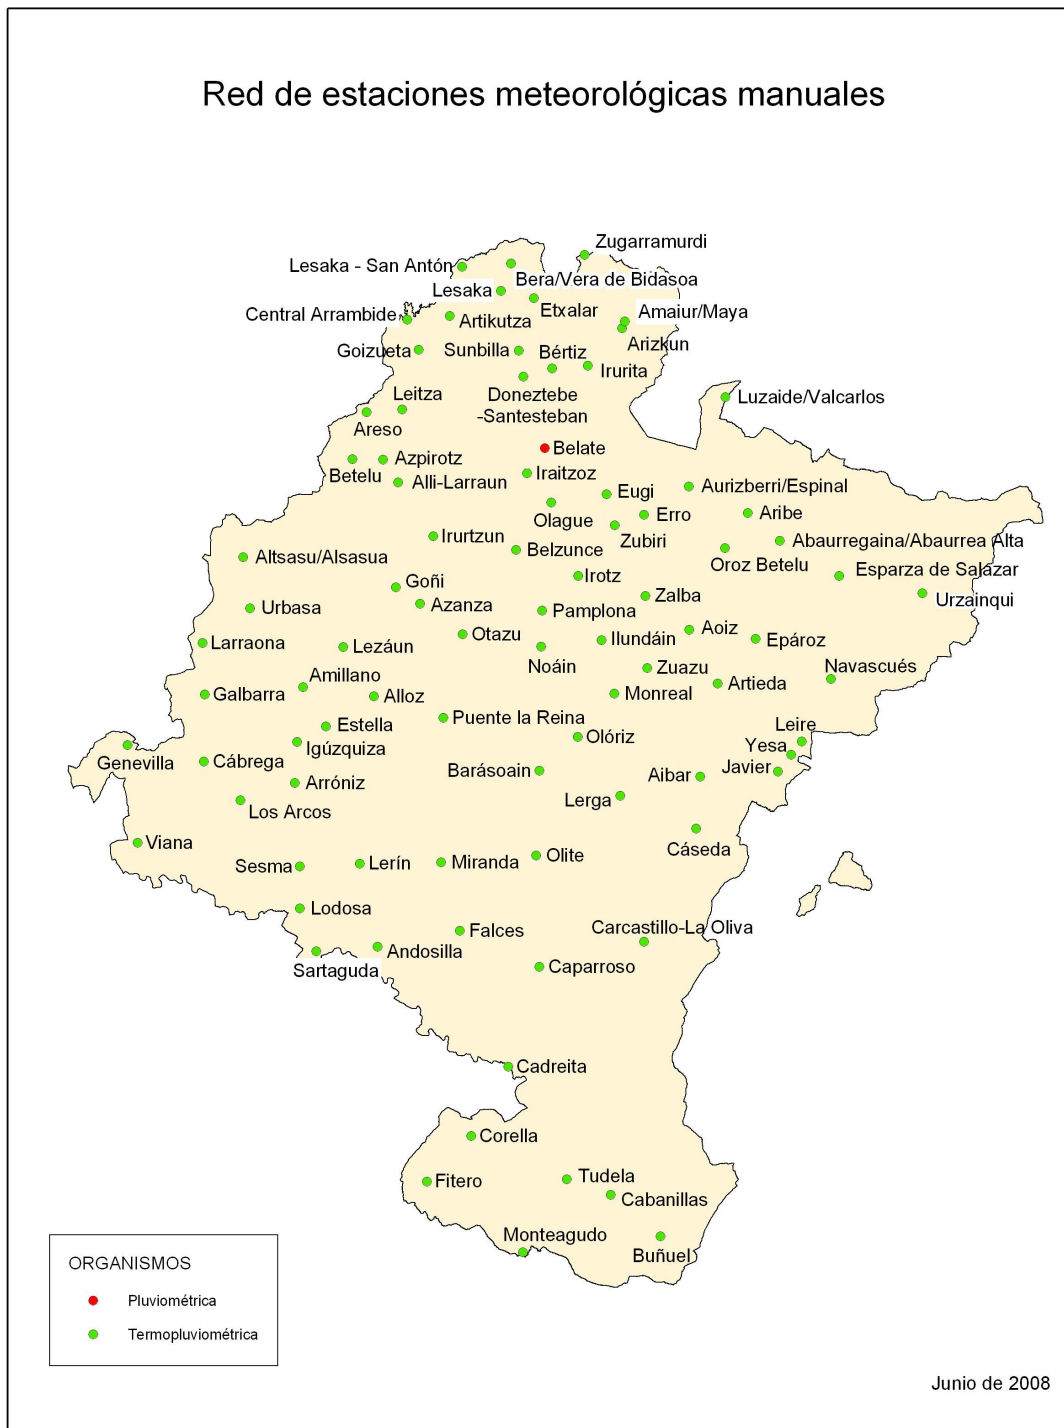 Red de estaciones meteorológicas manuales
Zugarramurdi
Lesaka - San Antón
Bera/Vera de Bidasoa
Lesaka
Etxalar
Amaiur/Maya
Central Arrambide
Artikutza
Arizkun
Goizueta
Sunbilla
Bértiz
Irurita
Doneztebe
-Santesteban
Luzaide/Valcarlos
Leitza
Areso
Belate
Betelu
Azpirotz
Iraitzoz
Alli-Larraun
Eugi
Aurizberri/Espinal
Olague
Erro
Aribe
Zubiri
Irurtzun
Belzunce
Abaurregaina/Abaurrea Alta
Oroz Betelu
Altsasu/Alsasua
Esparza de Salazar
Irotz
Goñi
Urzainqui
Zalba
Urbasa
Azanza
Pamplona
Otazu
Ilundáin
Aoiz
Epároz
Larraona
Lezáun
Noáin
Zuazu
Navascués
Amillano
Artieda
Galbarra
Alloz
Monreal
Puente la Reina
Estella
Leire
Olóriz
Igúzquiza
Yesa
Genevilla
Cábrega
Barásoain
Aibar
Javier
Arróniz
Lerga
Los Arcos
Viana
Cáseda
Sesma
Lerín
Miranda
Olite
Lodosa
Falces
Carcastillo-La Oliva
Andosilla
Sartaguda
Caparroso
Cadreita
Corella
Fitero
Tudela
Cabanillas
Monteagudo
Buñuel
ORGANISMOS
Pluviométrica
Termopluviométrica
Junio de 2008